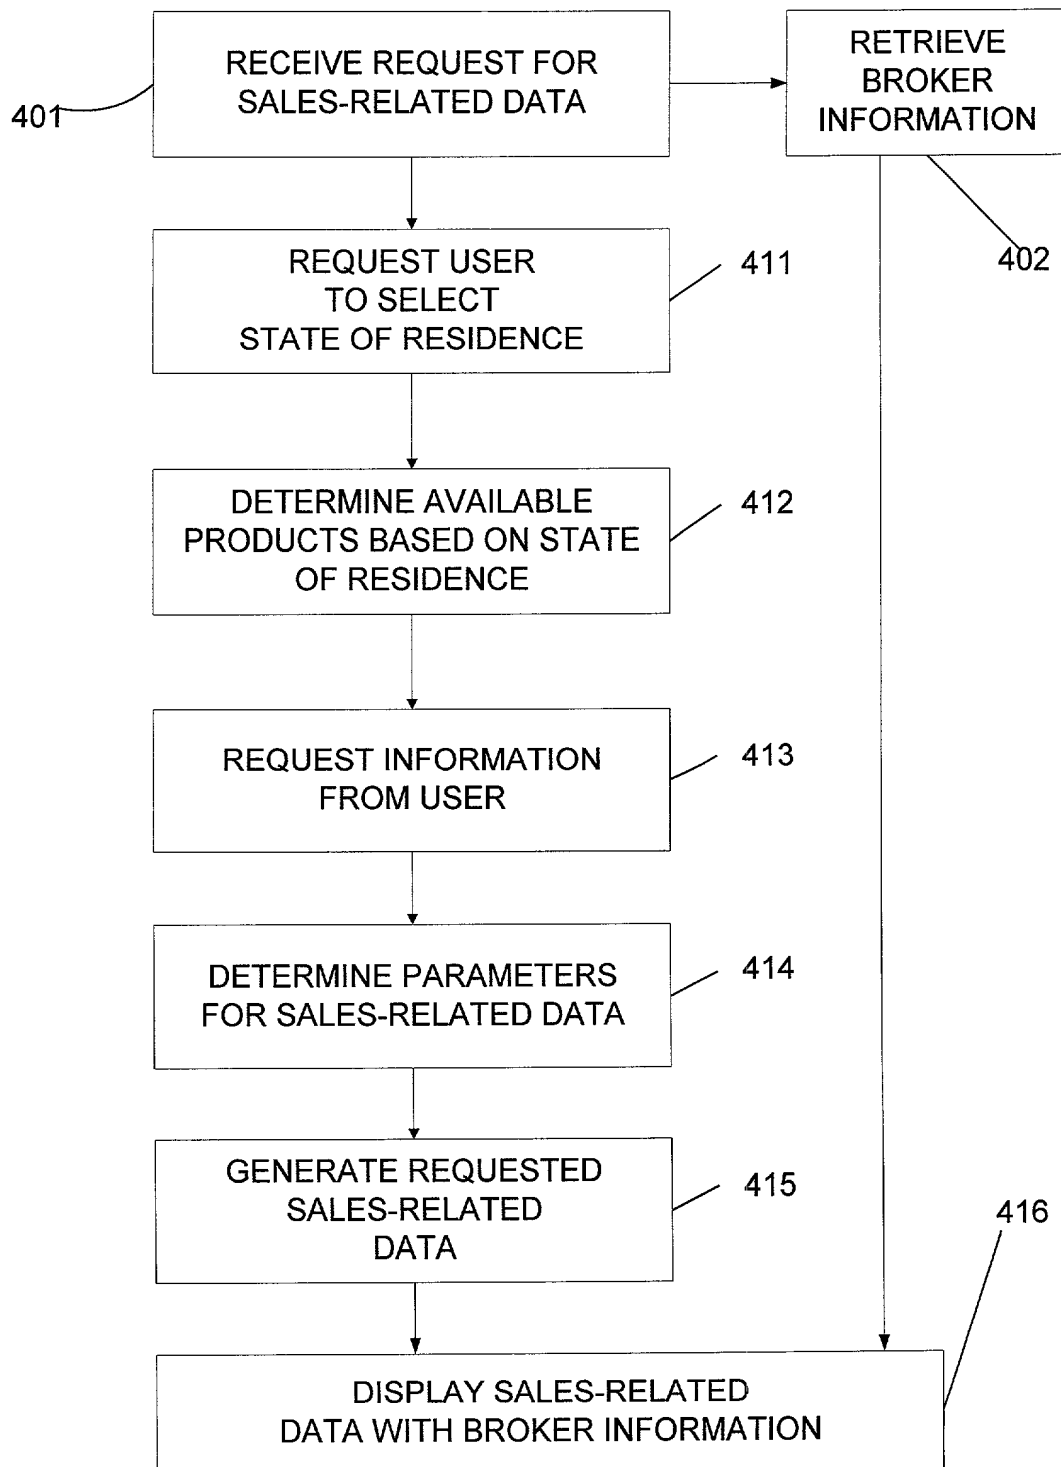 RECEIVE REQUEST FOR
SALES-RELATED DATA
401
RETRIEVE
BROKER
INFORMATION
402
REQUEST USER
TO SELECT
STATE OF RESIDENCE
411
DETERMINE AVAILABLE
PRODUCTS BASED ON STATE
OF RESIDENCE
412
REQUEST INFORMATION
FROM USER
413
DETERMINE PARAMETERS
FOR SALES-RELATED DATA
414
GENERATE REQUESTED
SALES-RELATED
DATA
415
416
DISPLAY SALES-RELATED
DATA WITH BROKER INFORMATION